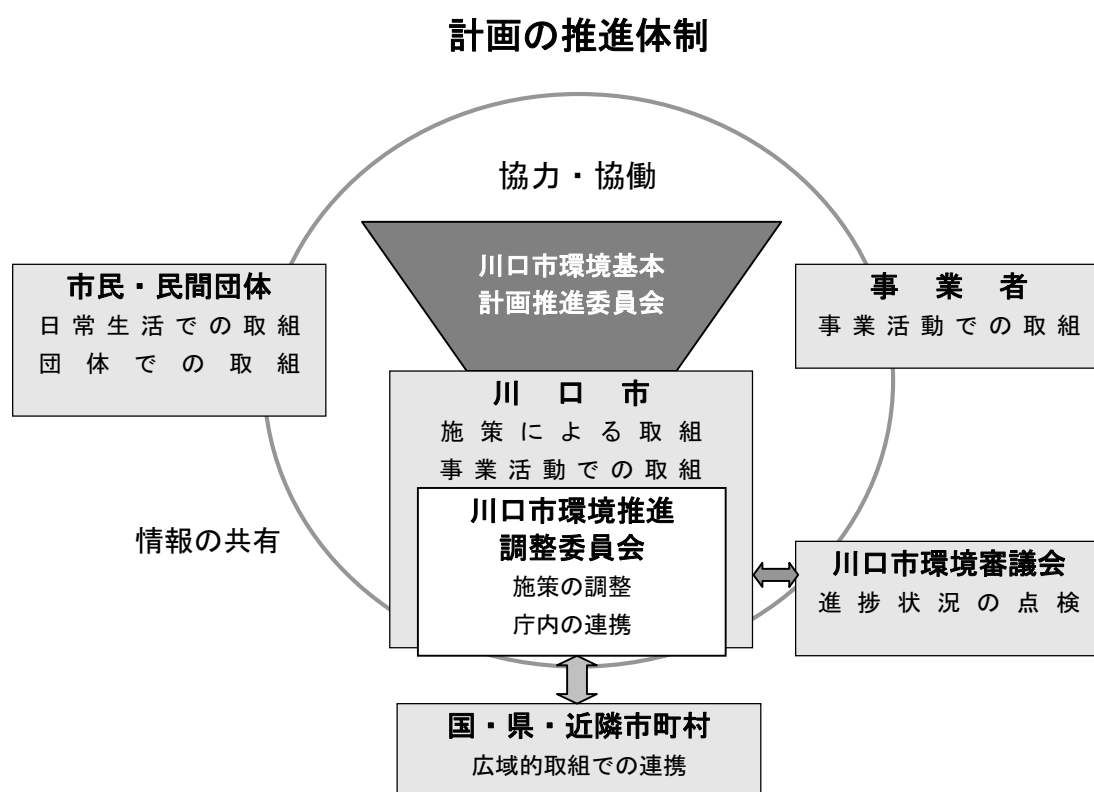 計画の推進体制
協力・協働
川口市環境基本
計画推進委員会
市民・民間団体
日常生活での取組
団体での取組
事業者
事業活動での取組
川口市
施策による取組
事業活動での取組
川口市環境推進
調整委員会
施策の調整
庁内の連携
情報の共有
川口市環境審議会
進捗状況の点検
国・県・近隣市町村
広域的取組での連携